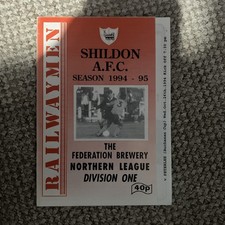 RAILWAYMEN
SHILDON
A.F.C.
SEASON 1994 - 95
THE
FEDERATION BREWERY
NORTHERN LEAGUE
DIVISION ONE
40p